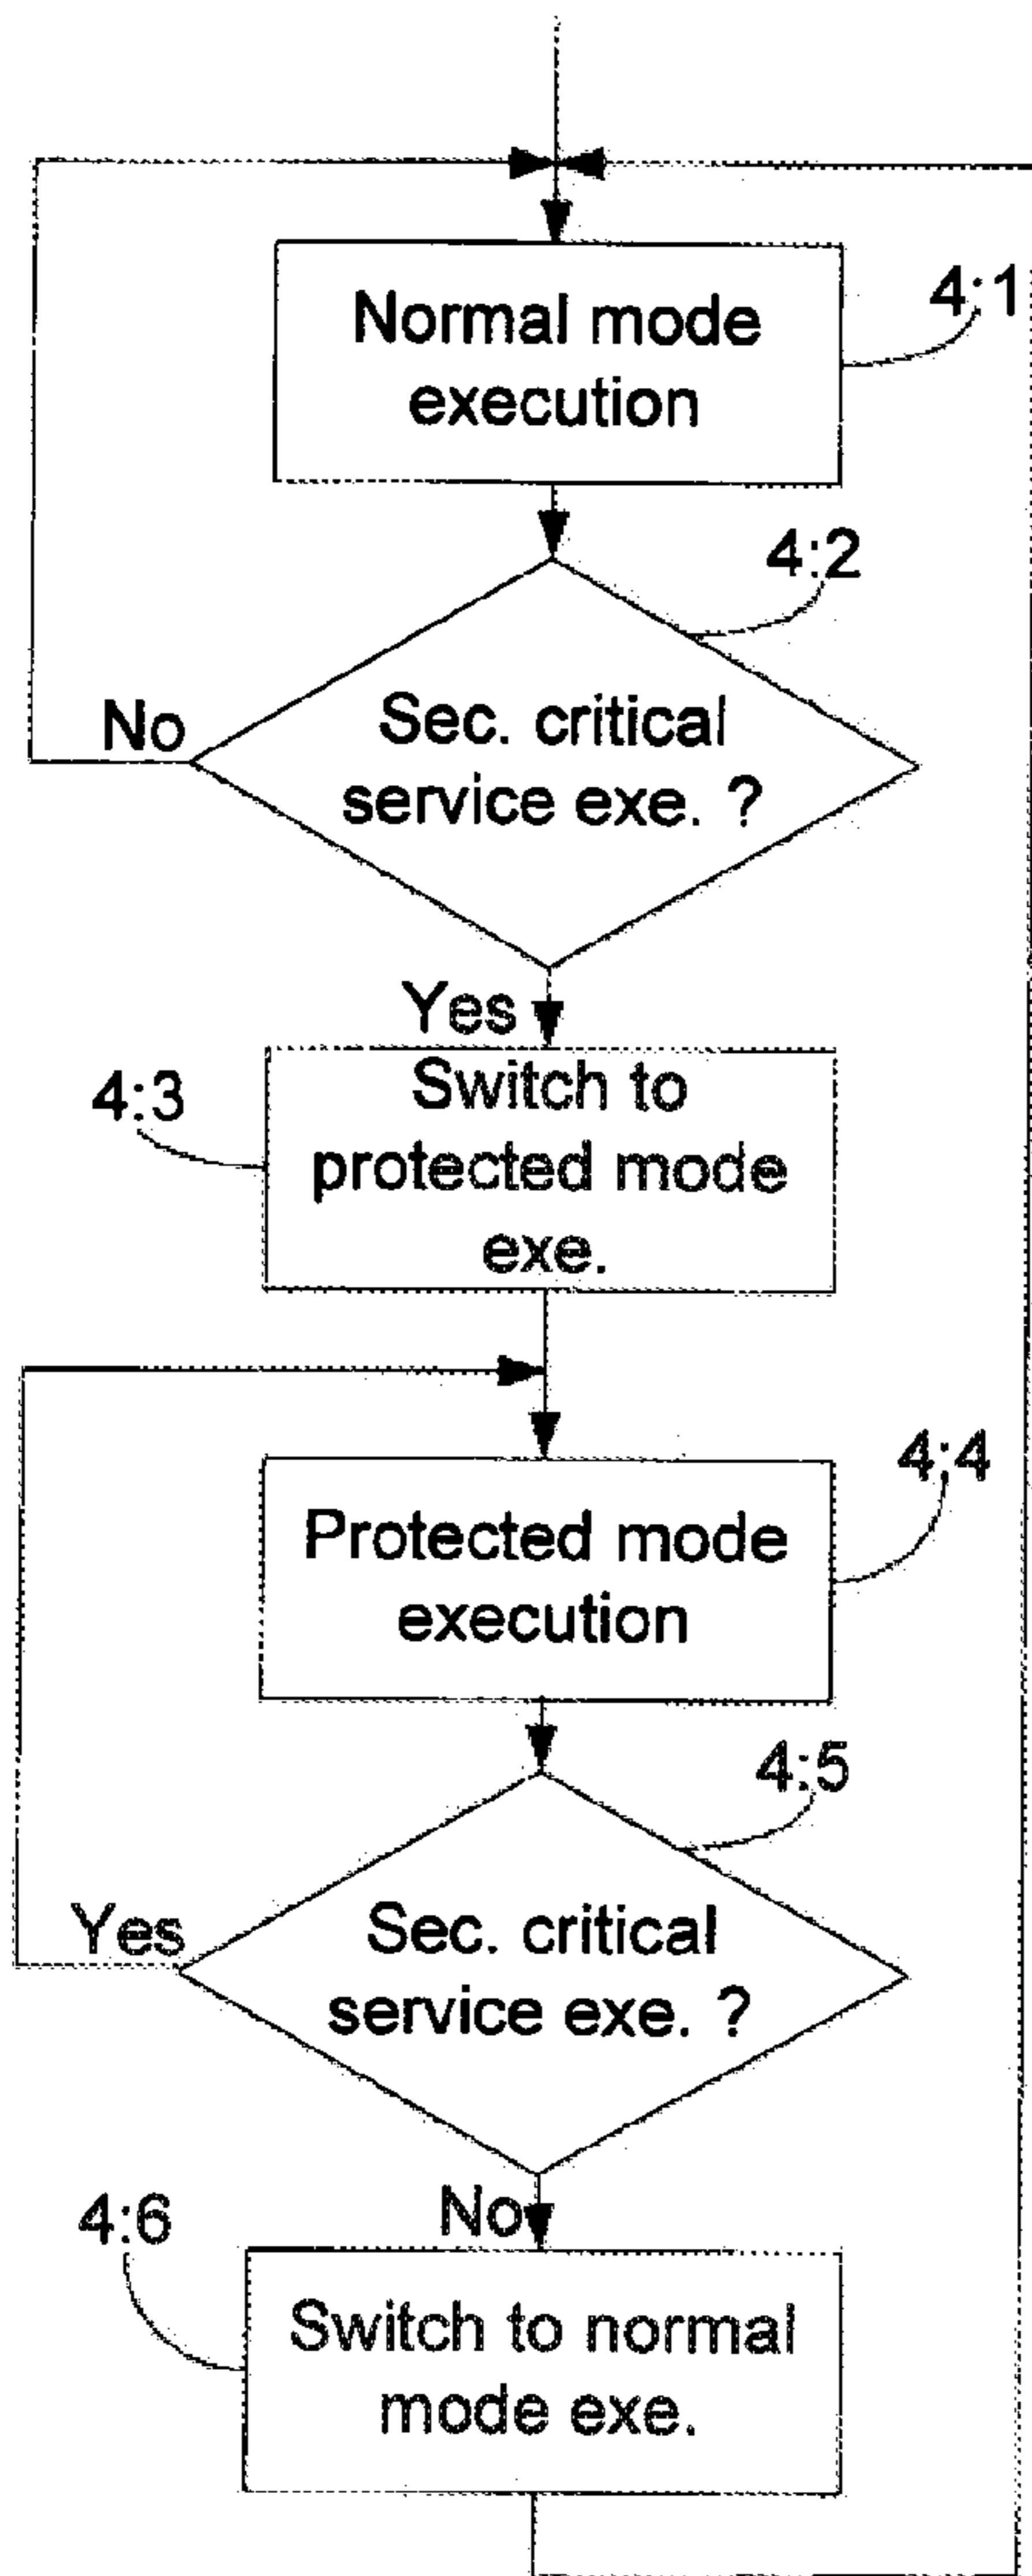 Normal mode
execution
4:1
4:2
Sec. critical
service exe. ?
No
Yes
Switch to
protected mode
exe.
4:3
Protected mode
execution
4:4
4:5
Sec. critical
service exe. ?
Yes
No
4:6
Switch to normal
mode exe.